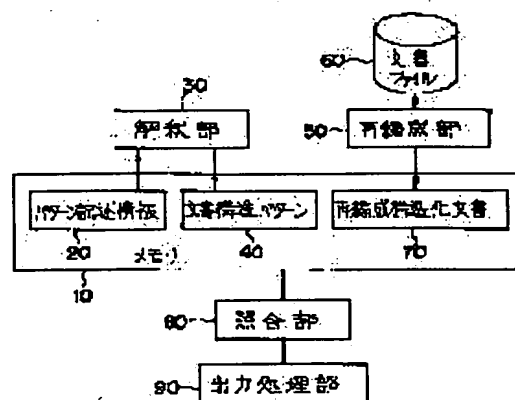 60
文書
ファイル
30
解釈部
50
再編成部
パターン記述情報
文書構造パターン
再編成構造化文書
20
メモリ
40
70
10
80
照合部
90
出力処理部